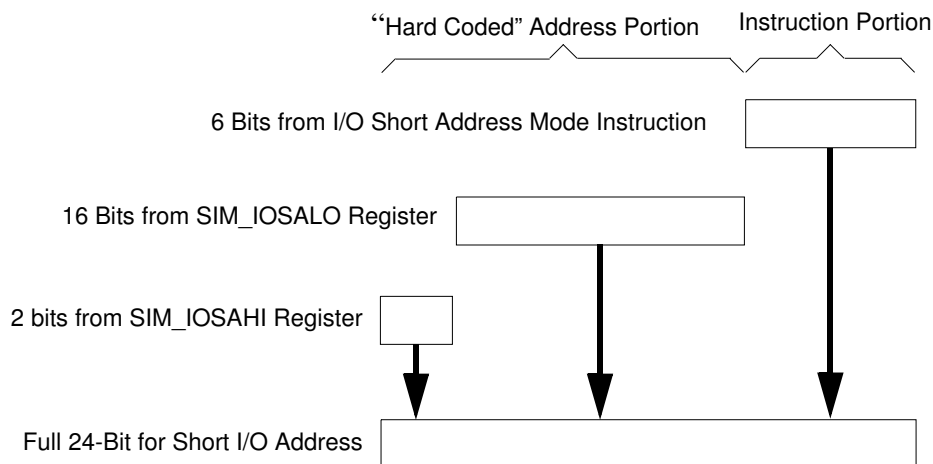 “Hard Coded” Address Portion Instruction Portion
6 Bits from I/O Short Address Mode Instruction
16 Bits from SIM_IOSALO Register
2 bits from SIM_IOSAHI Register
Full 24-Bit for Short I/O Address